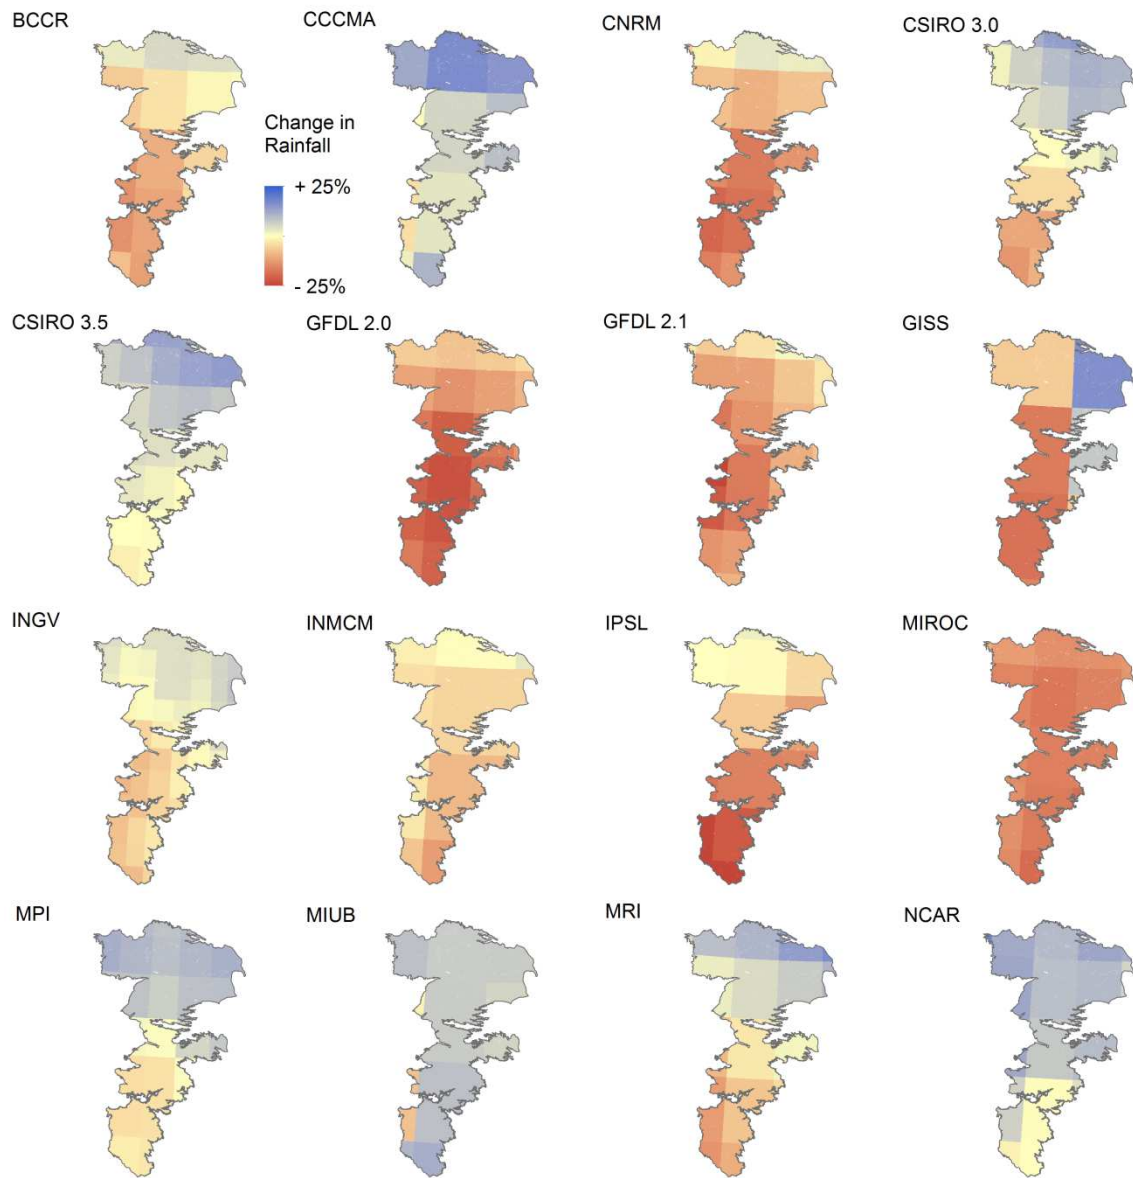 BCCR
CCCMA
CNRM
CSIRO 3.0
Change in
Rainfall
+ 25%
- 25%
CSIRO 3.5
GFDL 2.0
GFDL 2.1
GISS
INGV
INMCM
IPSL
MIROC
MPI
MIUB
MRI
NCAR